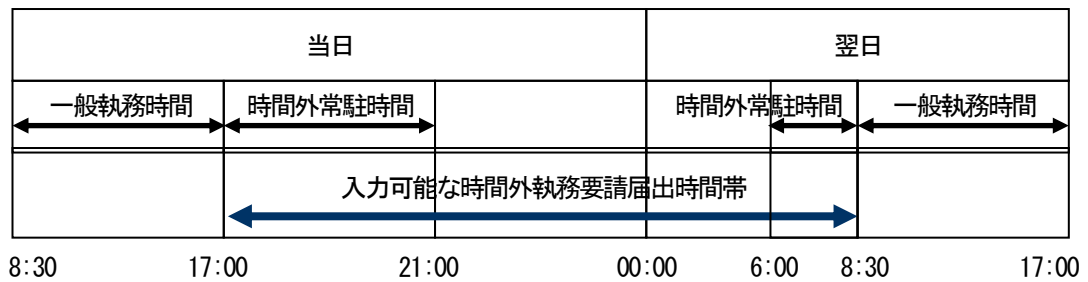 当日 翌日
一般執務時間 時間外常駐時間 時間外常駐時間 一般執務時間
入力可能な時間外執務要請届出時間帯
8:30 17:00 21:00 00:00 6:00 8:30 17:00